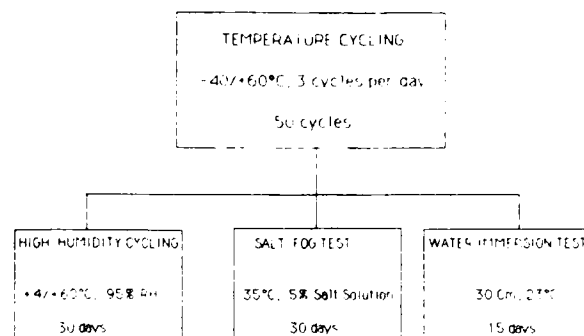 TEMPERATURE CYCLING
-40/+60°C, 3 cycles per day
50 cycles
HIGH HUMIDITY CYCLING
+4/+60°C, 95% RH
30 days
SALT FOG TEST
35°C, 5% Salt Solution
30 days
WATER IMMERSION TEST
30 Cm, 23°C
15 days